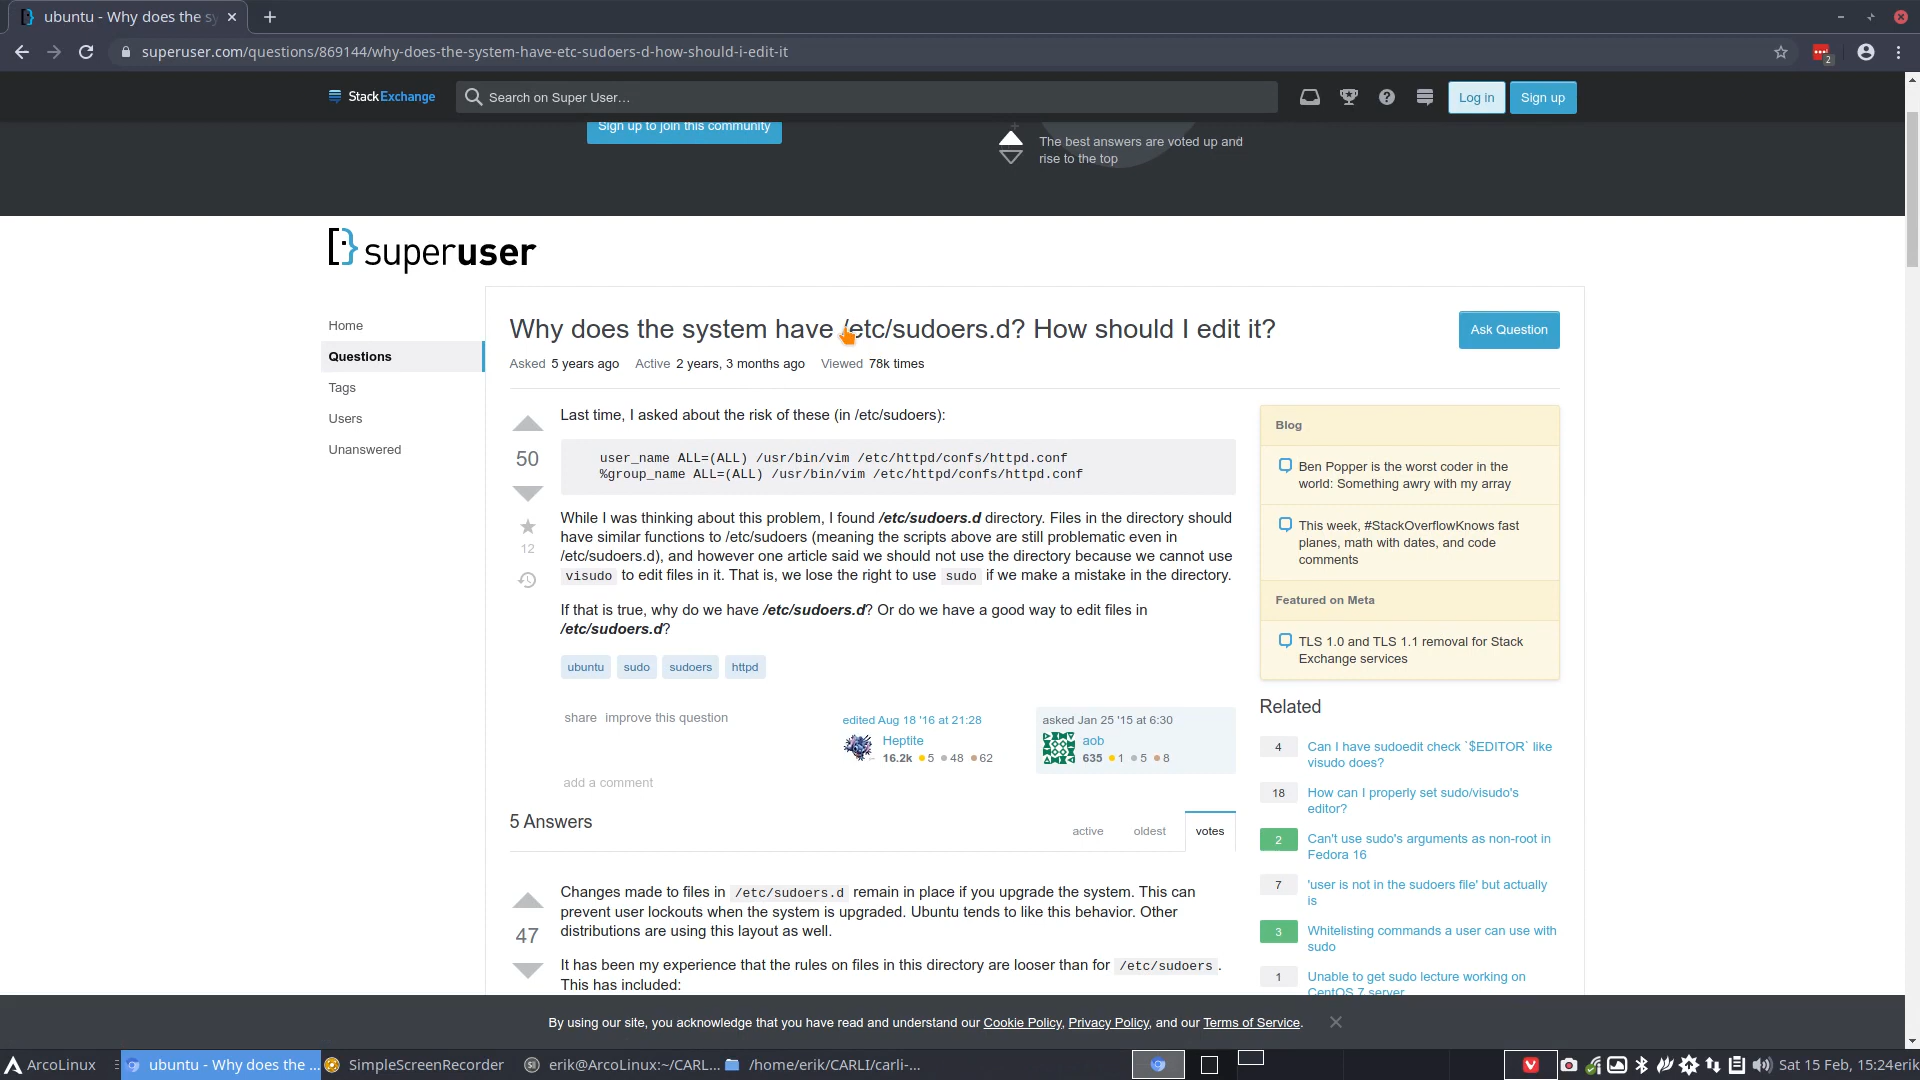 ubuntu - Why does the sy
superuser.com/questions/869144/why-does-the-system-have-etc-sudoers-d-how-should-i-edit-it
2
StackExchange
Search on Super User…
Log in
Sign up
Sign up to join this community
The best answers are voted up and
rise to the top
superuser
Home
Questions
Tags
Users
Unanswered
Why does the system have /etc/sudoers.d? How should I edit it?
Ask Question
Asked 5 years ago Active 2 years, 3 months ago Viewed 78k times
50
12
Last time, I asked about the risk of these (in /etc/sudoers):
user_name ALL=(ALL) /usr/bin/vim /etc/httpd/confs/httpd.conf
%group_name ALL=(ALL) /usr/bin/vim /etc/httpd/confs/httpd.conf
While I was thinking about this problem, I found /etc/sudoers.d directory. Files in the directory should
have similar functions to /etc/sudoers (meaning the scripts above are still problematic even in
/etc/sudoers.d), and however one article said we should not use the directory because we cannot use
visudo to edit files in it. That is, we lose the right to use sudo if we make a mistake in the directory.
If that is true, why do we have /etc/sudoers.d? Or do we have a good way to edit files in
/etc/sudoers.d?
ubuntu sudo sudoers httpd
share improve this question
edited Aug 18 '16 at 21:28
Heptite
16.2k 5 48 62
asked Jan 25 '15 at 6:30
aob
635 1 5 8
add a comment
5 Answers
active oldest votes
47
Changes made to files in /etc/sudoers.d remain in place if you upgrade the system. This can
prevent user lockouts when the system is upgraded. Ubuntu tends to like this behavior. Other
distributions are using this layout as well.
It has been my experience that the rules on files in this directory are looser than for /etc/sudoers .
This has included:
Blog
Ben Popper is the worst coder in the
world: Something awry with my array
This week, #StackOverflowKnows fast
planes, math with dates, and code
comments
Featured on Meta
TLS 1.0 and TLS 1.1 removal for Stack
Exchange services
Related
4 Can I have sudoedit check `$EDITOR` like
visudo does?
18 How can I properly set sudo/visudo's
editor?
2 Can't use sudo's arguments as non-root in
Fedora 16
7 'user is not in the sudoers file' but actually
is
3 Whitelisting commands a user can use with
sudo
1 Unable to get sudo lecture working on
CentOS 7 server
By using our site, you acknowledge that you have read and understand our Cookie Policy, Privacy Policy, and our Terms of Service.
ArcoLinux
ubuntu - Why does the ...
SimpleScreenRecorder
erik@ArcoLinux:~/CARL...
/home/erik/CARLI/carli-...
Sat 15 Feb, 15:24
erik